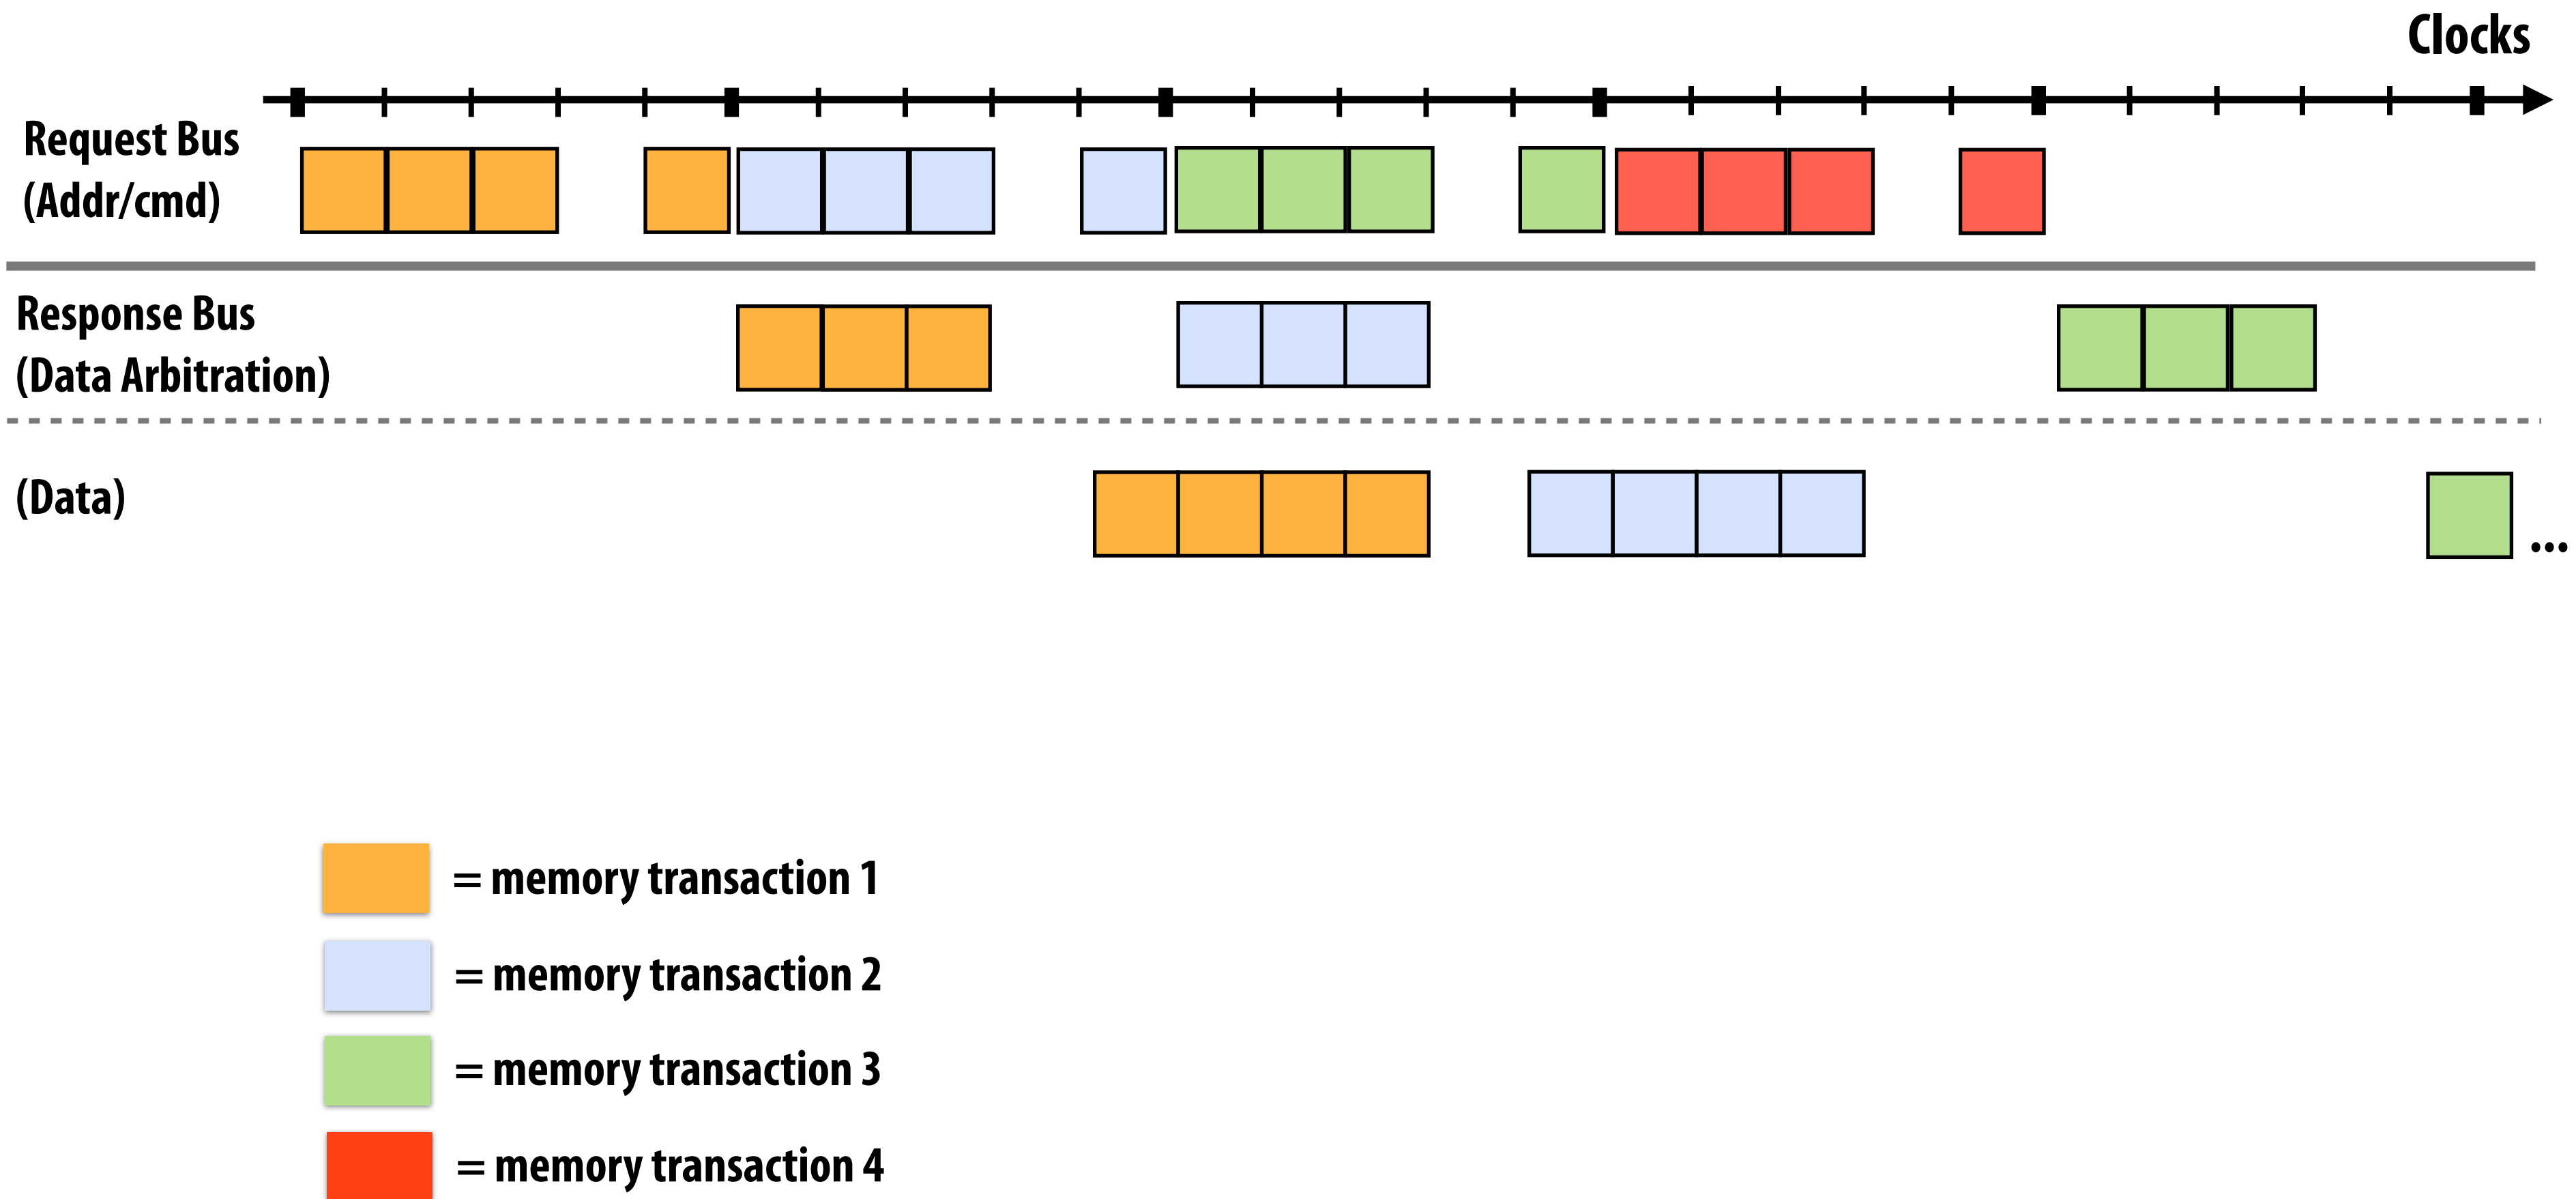 Clocks
Request Bus
(Addr/cmd)
Response Bus
(Data Arbitration)
(Data)
...
= memory transaction 1
= memory transaction 2
= memory transaction 3
= memory transaction 4